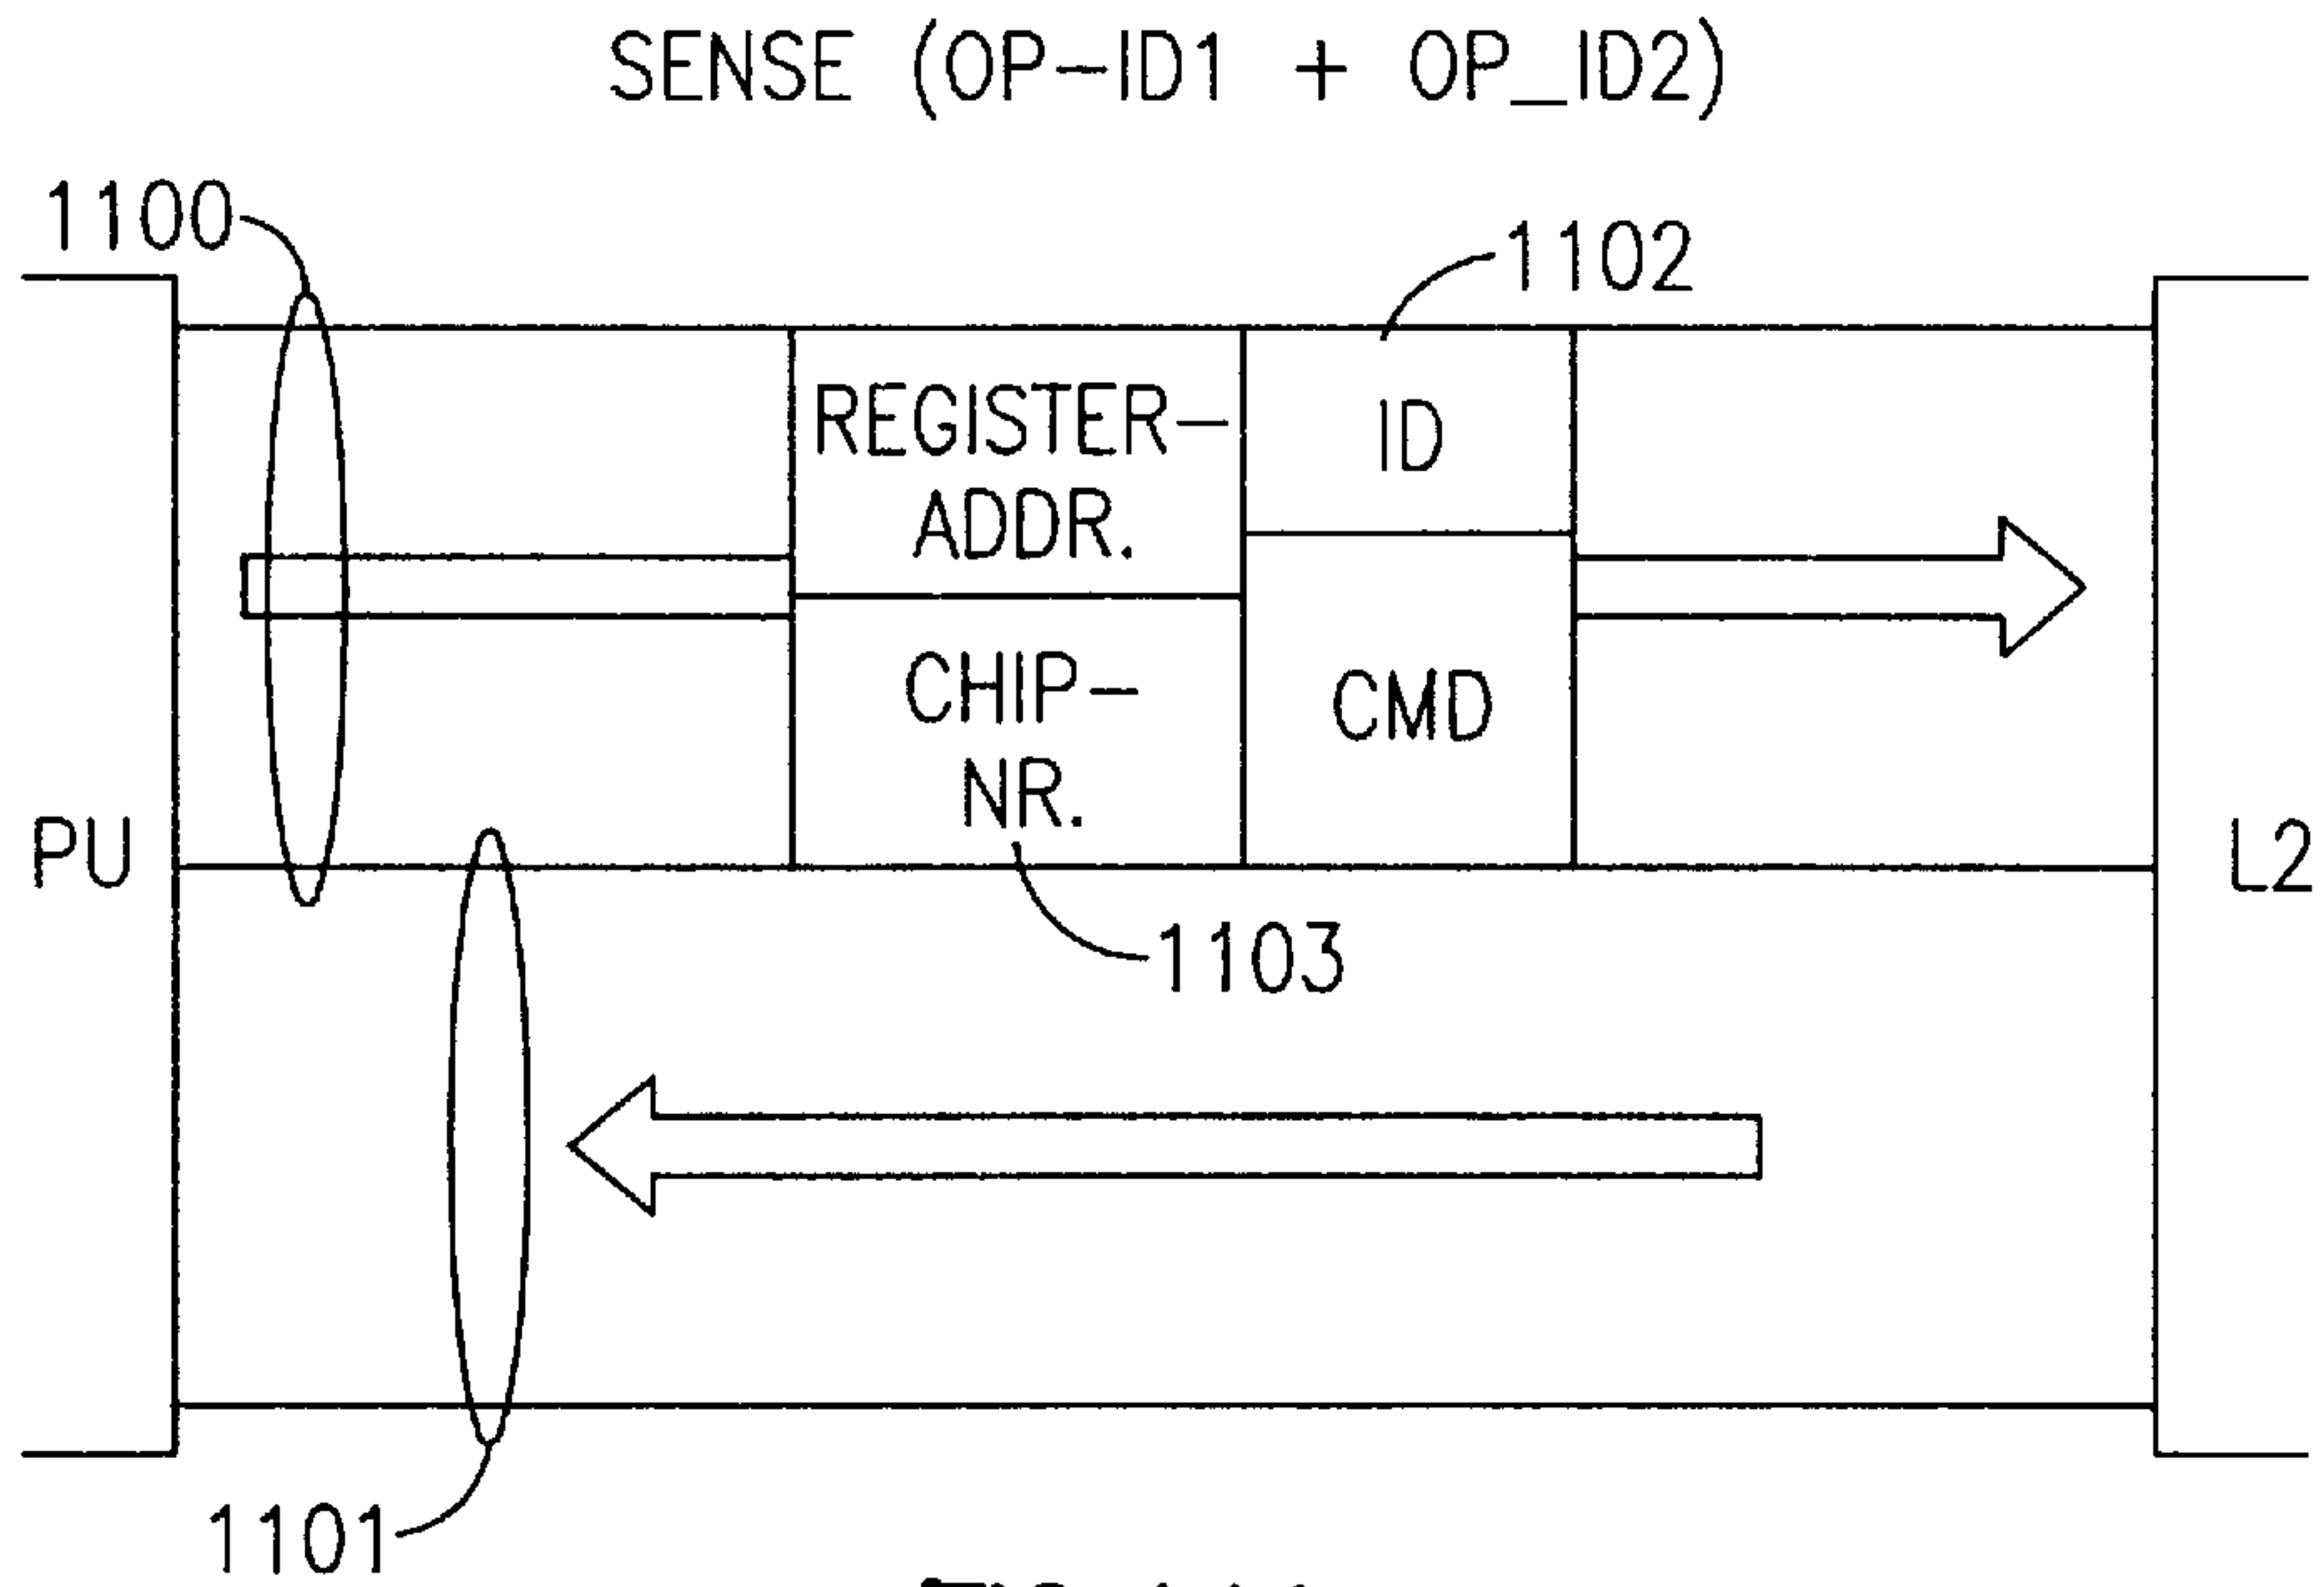 SENSE (OP-ID1 + OP_ID2)
1100
1102
REGISTER-
ADDR.
ID
CHIP-
NR.
CMD
PU
L2
1103
1101